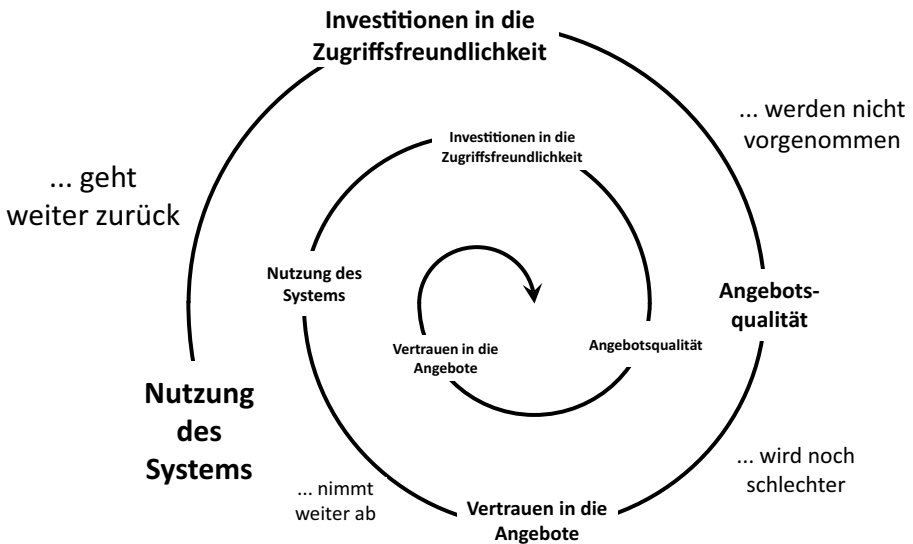 Investitionen in die
Zugriffsfreundlichkeit
... werden nicht
vorgenommen
Investitionen in die
Zugriffsfreundlichkeit
... geht
weiter zurück
Nutzung des
Systems
Angebots-
qualität
Vertrauen in die
Angebote
Angebotsqualität
Nutzung
des
Systems
... wird noch
schlechter
... nimmt
weiter ab
Vertrauen in die
Angebote